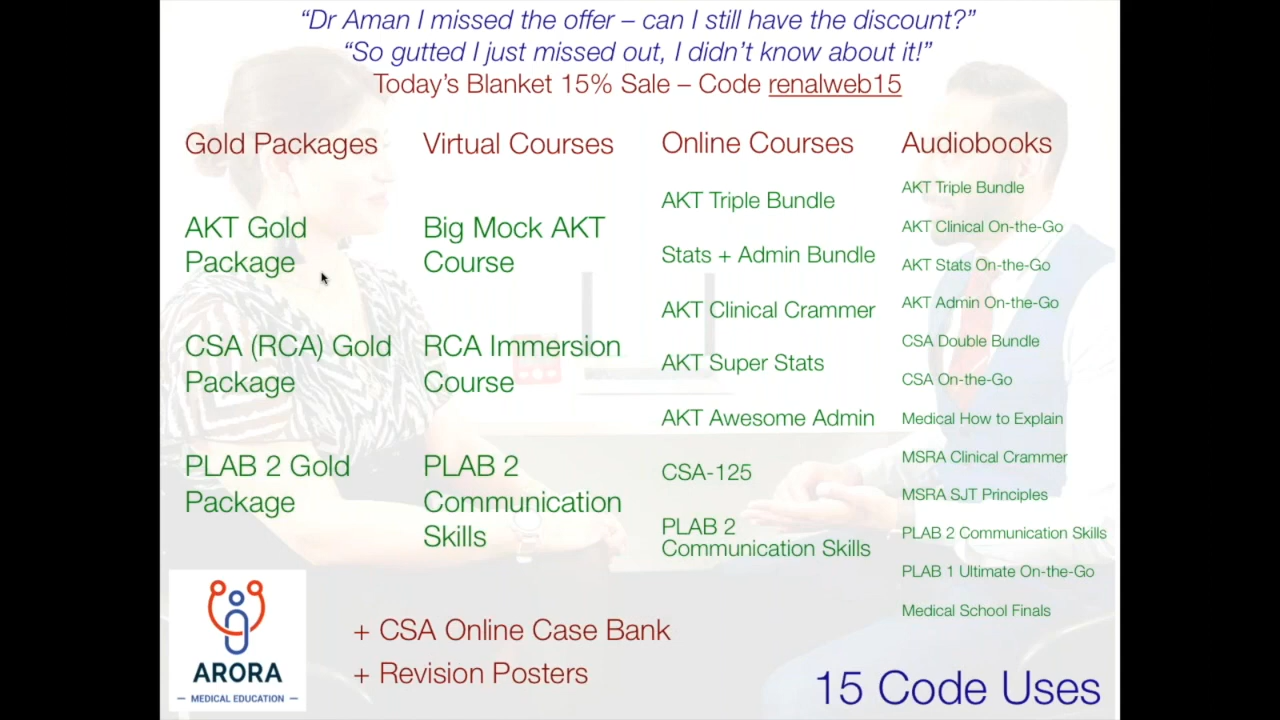 “Dr Aman I missed the offer – can I still have the discount?”
“So gutted I just missed out, I didn’t know about it!”
Today’s Blanket 15% Sale – Code renalweb15
Gold Packages
AKT Gold
Package
CSA (RCA) Gold
Package
PLAB 2 Gold
Package
Virtual Courses
Big Mock AKT
Course
RCA Immersion
Course
PLAB 2
Communication
Skills
Online Courses
AKT Triple Bundle
Stats + Admin Bundle
AKT Clinical Crammer
AKT Super Stats
AKT Awesome Admin
CSA-125
PLAB 2
Communication Skills
Audiobooks
AKT Triple Bundle
AKT Clinical On-the-Go
AKT Stats On-the-Go
AKT Admin On-the-Go
CSA Double Bundle
CSA On-the-Go
Medical How to Explain
MSRA Clinical Crammer
MSRA SJT Principles
PLAB 2 Communication Skills
PLAB 1 Ultimate On-the-Go
Medical School Finals
ARORA
– MEDICAL EDUCATION –
+ CSA Online Case Bank
+ Revision Posters
15 Code Uses